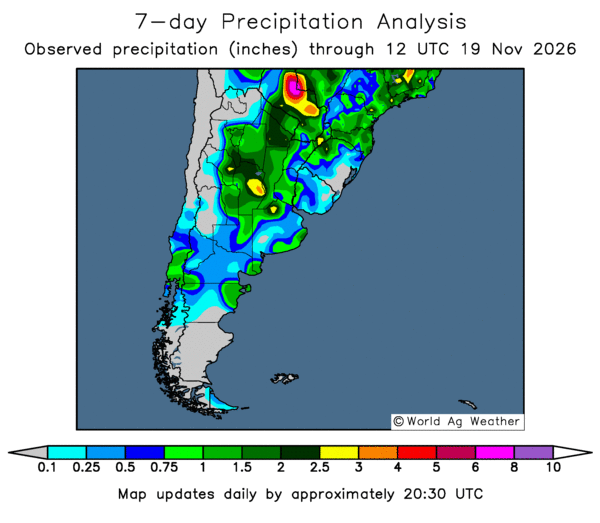 7-day Precipitation Analysis
Observed precipitation (inches) through 12 UTC 19 Nov 2026
© World Ag Weather
0.1 0.25 0.5 0.75 1 1.5 2 2.5 3 4 5 6 8 10
Map updates daily by approximately 20:30 UTC